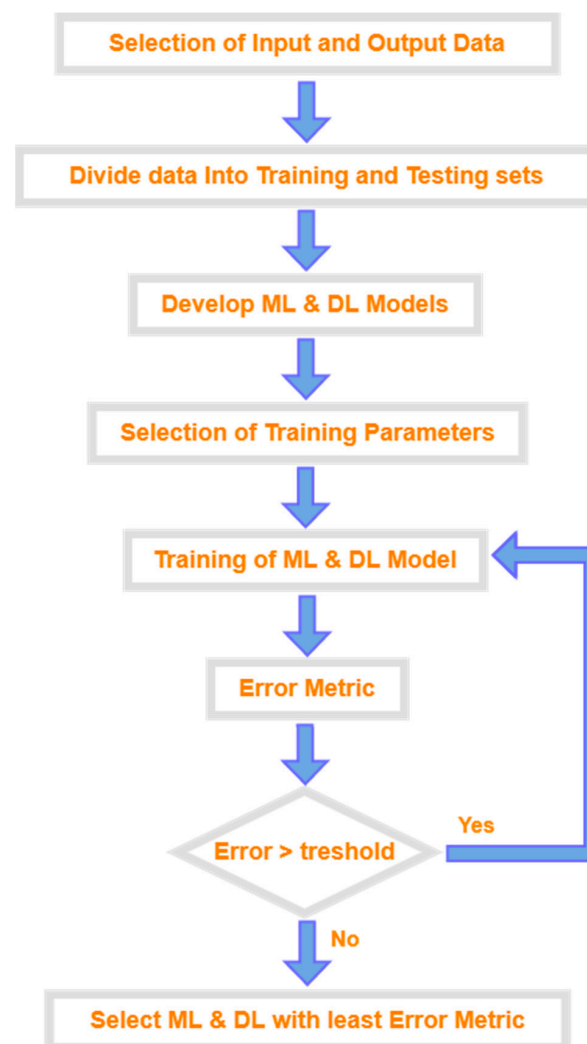 Selection of Input and Output Data
Divide data Into Training and Testing sets
Develop ML & DL Models
Selection of Training Parameters
Training of ML & DL Model
Error Metric
Error > treshold
Yes
No
Select ML & DL with least Error Metric